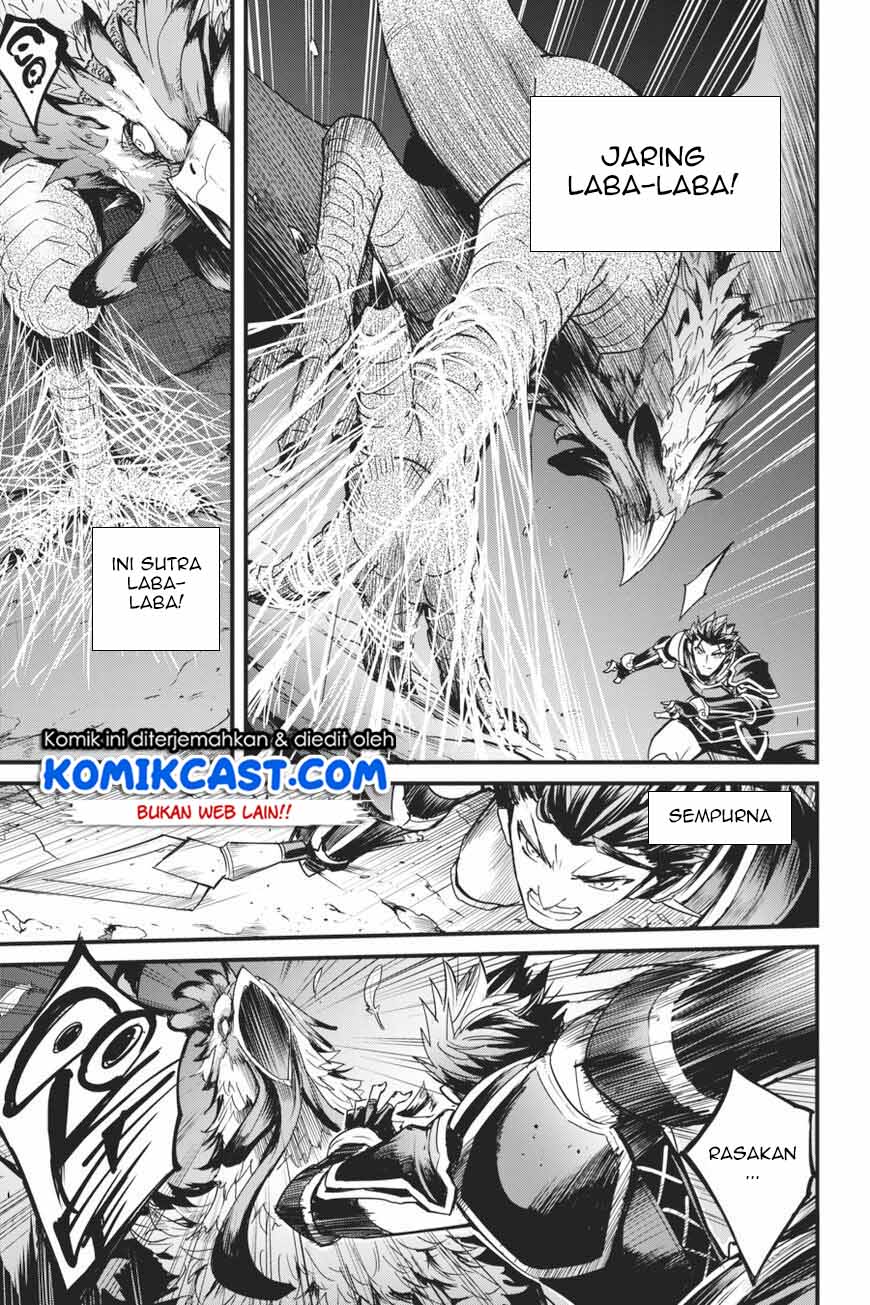 JARING
LABA-LABA!
INI SUTRA
LABA-
LABA!
Komik ini diterjemahkan & diedit oleh
KOMIKCAST.COM
BUKAN WEB LAIN!!
SEMPURNA
RASAKAN
...